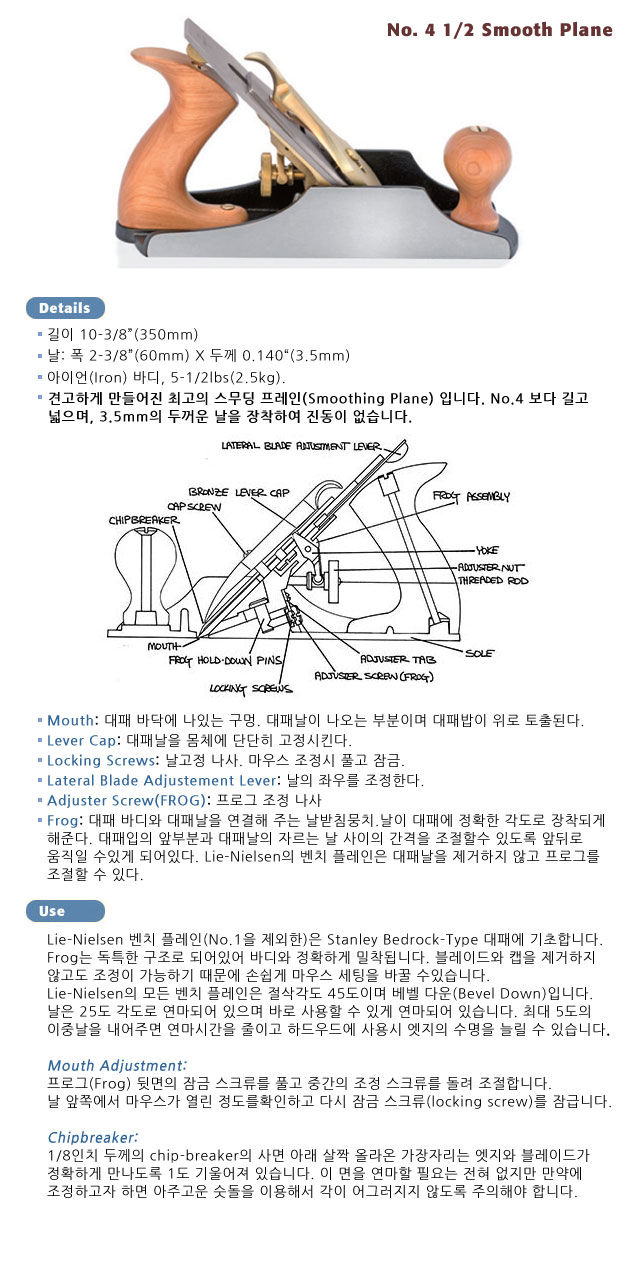 No. 4 1/2 Smooth Plane
Details
길이 10-3/8”(350mm)
날: 폭 2-3/8”(60mm) X 두께 0.140“(3.5mm)
아이언(Iron) 바디, 5-1/2lbs(2.5kg).
견고하게 만들어진 최고의 스무딩 프레인(Smoothing Plane) 입니다. No.4 보다 길고
넓으며, 3.5mm의 두꺼운 날을 장착하여 진동이 없습니다.
LATERAL BLADE ADJUSTMENT LEVER
BRONZE LEVER CAP
FROG ASSEMBLY
CAP SCREW
CHIPBREAKER
YOKE
ADJUSTER NUT
THREADED ROD
MOUTH
SOLE
FROG HOLD-DOWN PINS
ADJUSTER TAB
ADJUSTER SCREW (FROG)
LOCKING SCREWS
Mouth: 대패 바닥에 나있는 구멍. 대패날이 나오는 부분이며 대패밥이 위로 토출된다.
Lever Cap: 대패날을 몸체에 단단히 고정시킨다.
Locking Screws: 날고정 나사. 마우스 조정시 풀고 잠금.
Lateral Blade Adjustement Lever: 날의 좌우를 조정한다.
Adjuster Screw(FROG): 프로그 조정 나사
Frog: 대패 바디와 대패날을 연결해 주는 날받침뭉치.날이 대패에 정확한 각도로 장착되게
해준다. 대패입의 앞부분과 대패날의 자르는 날 사이의 간격을 조절할수 있도록 앞뒤로
움직일 수있게 되어있다. Lie-Nielsen의 벤치 플레인은 대패날을 제거하지 않고 프로그를
조절할 수 있다.
Use
Lie-Nielsen 벤치 플레인(No.1을 제외한)은 Stanley Bedrock-Type 대패에 기초합니다.
Frog는 독특한 구조로 되어있어 바디와 정확하게 밀착됩니다. 블레이드와 캡을 제거하지
않고도 조정이 가능하기 때문에 손쉽게 마우스 세팅을 바꿀 수있습니다.
Lie-Nielsen의 모든 벤치 플레인은 절삭각도 45도이며 베벨 다운(Bevel Down)입니다.
날은 25도 각도로 연마되어 있으며 바로 사용할 수 있게 연마되어 있습니다. 최대 5도의
이중날을 내어주면 연마시간을 줄이고 하드우드에 사용시 엣지의 수명을 늘릴 수 있습니다.
Mouth Adjustment:
프로그(Frog) 뒷면의 잠금 스크류를 풀고 중간의 조정 스크류를 돌려 조절합니다.
날 앞쪽에서 마우스가 열린 정도를확인하고 다시 잠금 스크류(locking screw)를 잠급니다.
Chipbreaker:
1/8인치 두께의 chip-breaker의 사면 아래 살짝 올라온 가장자리는 엣지와 블레이드가
정확하게 만나도록 1도 기울어져 있습니다. 이 면을 연마할 필요는 전혀 없지만 만약에
조정하고자 하면 아주고운 숫돌을 이용해서 각이 어그러지지 않도록 주의해야 합니다.